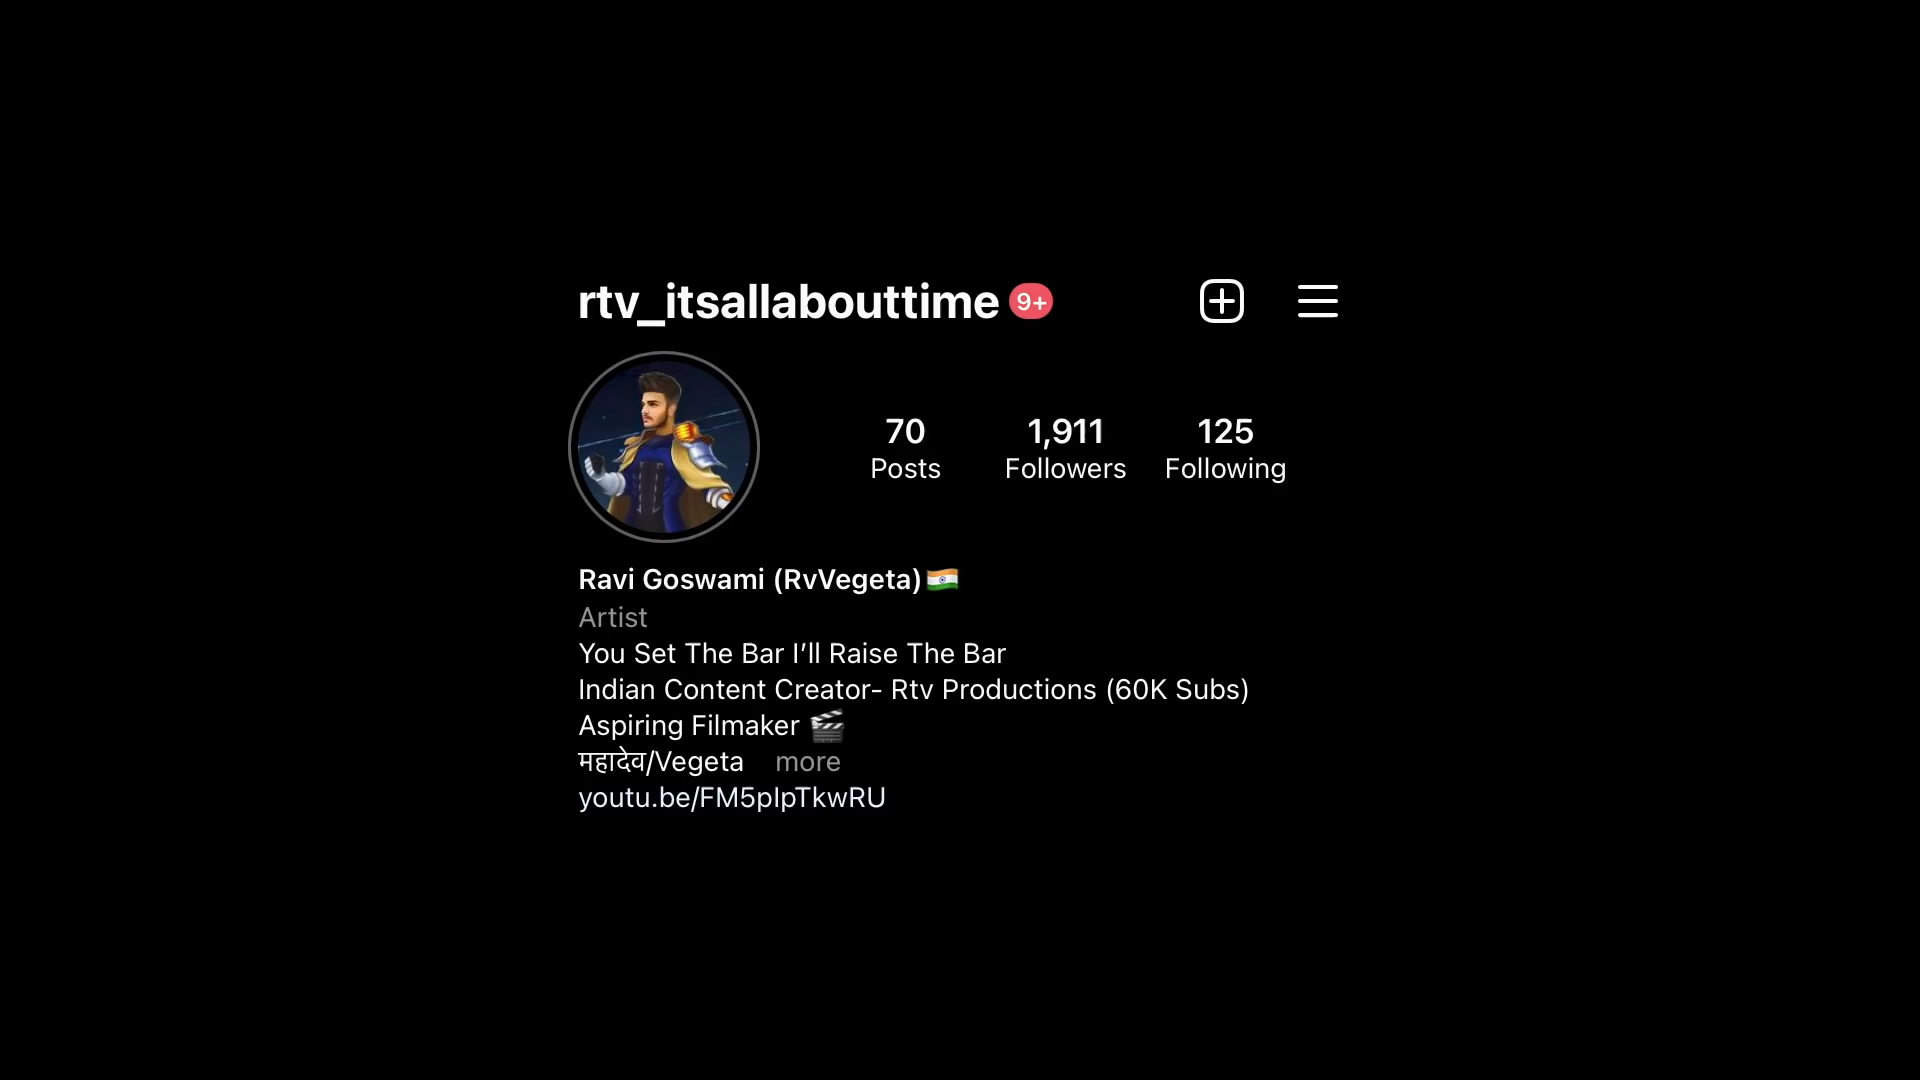 rtv_itsallabouttime 9+
70 1,911 125
Posts Followers Following
Ravi Goswami (RvVegeta)🇮🇳
Artist
You Set The Bar I’ll Raise The Bar
Indian Content Creator- Rtv Productions (60K Subs)
Aspiring Filmaker 🎬
महादेव/Vegeta more
youtu.be/FM5pIpTkwRU